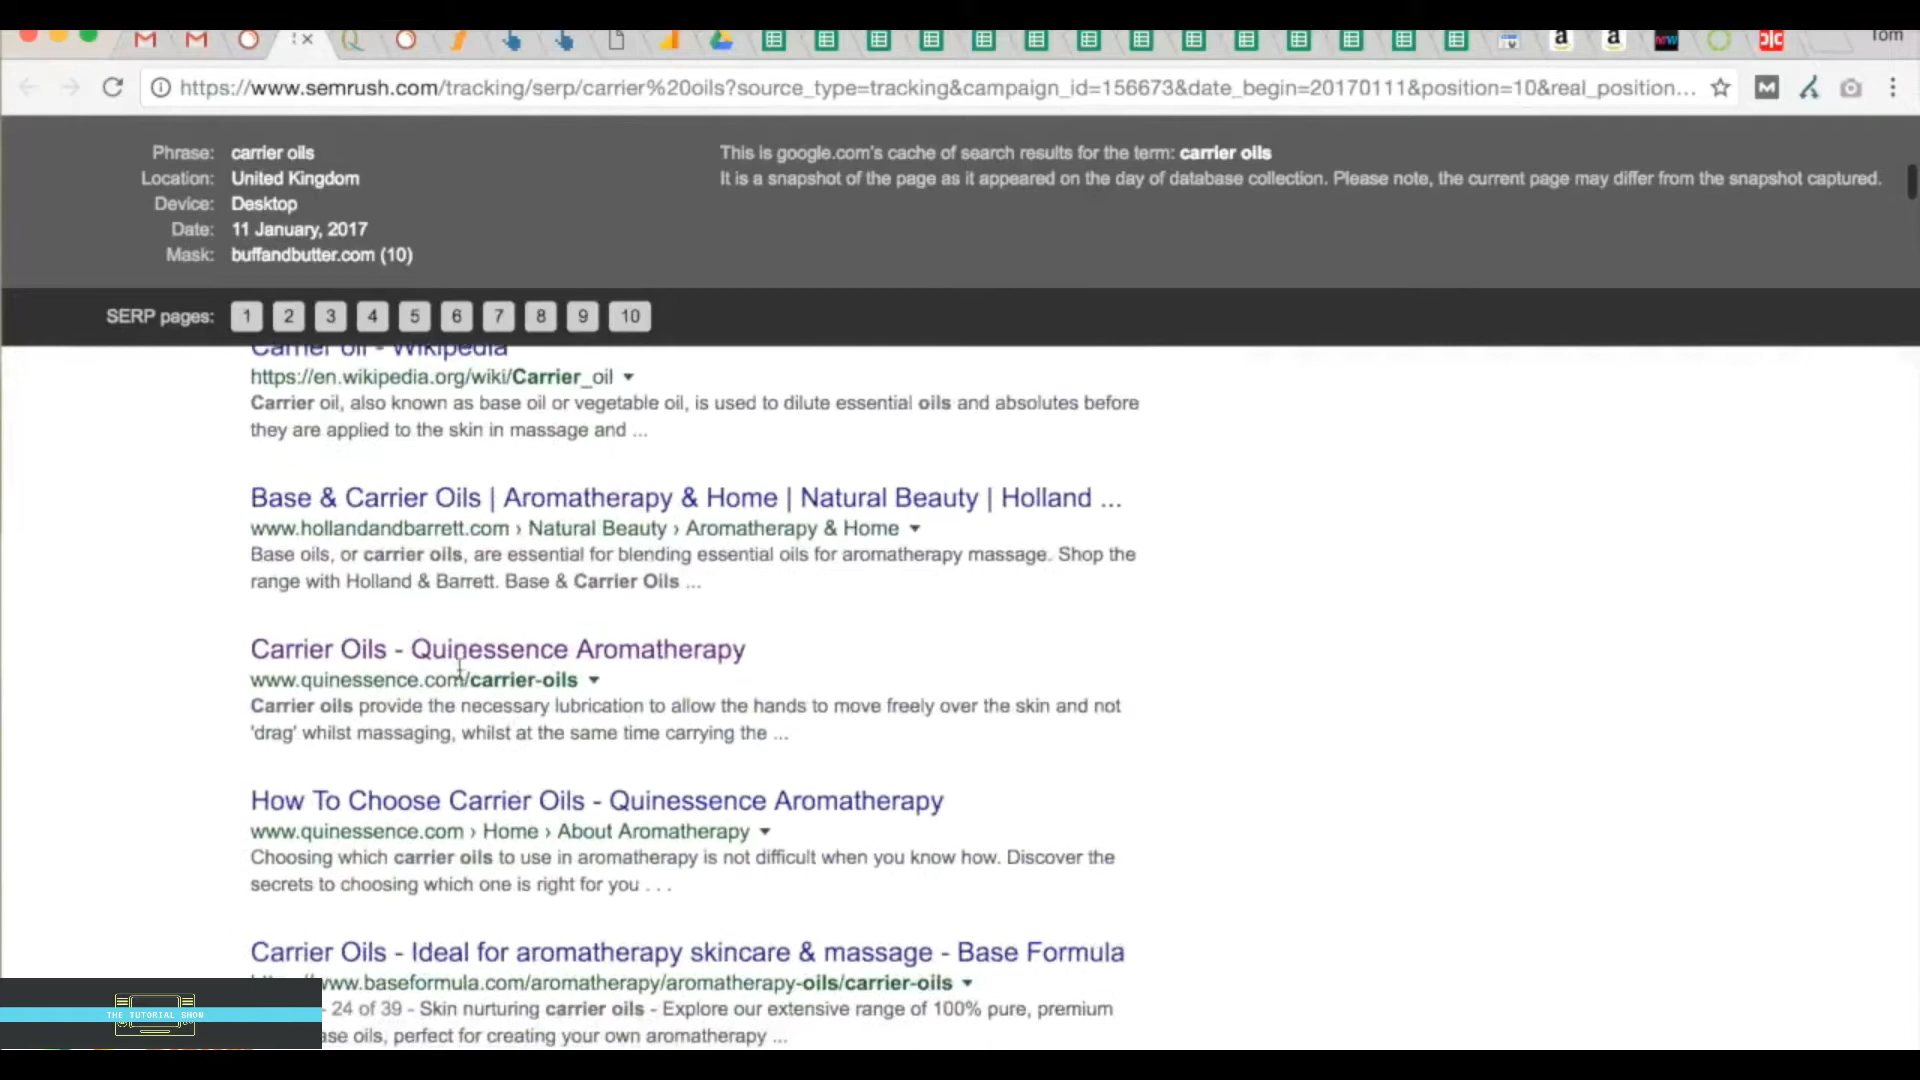 Tom
https://www.semrush.com/tracking/serp/carrier%20oils?source_type=tracking&campaign_id=156673&date_begin=20170111&position=10&real_position...
Phrase: carrier oils
Location: United Kingdom
Device: Desktop
Date: 11 January, 2017
Mask: buffandbutter.com (10)
This is google.com's cache of search results for the term: carrier oils
It is a snapshot of the page as it appeared on the day of database collection. Please note, the current page may differ from the snapshot captured.
SERP pages: 1 2 3 4 5 6 7 8 9 10
Carrier oil - Wikipedia
https://en.wikipedia.org/wiki/Carrier_oil
Carrier oil, also known as base oil or vegetable oil, is used to dilute essential oils and absolutes before
they are applied to the skin in massage and ...
Base & Carrier Oils | Aromatherapy & Home | Natural Beauty | Holland ...
www.hollandandbarrett.com › Natural Beauty › Aromatherapy & Home
Base oils, or carrier oils, are essential for blending essential oils for aromatherapy massage. Shop the
range with Holland & Barrett. Base & Carrier Oils ...
Carrier Oils - Quinessence Aromatherapy
www.quinessence.com/carrier-oils
Carrier oils provide the necessary lubrication to allow the hands to move freely over the skin and not
'drag' whilst massaging, whilst at the same time carrying the ...
How To Choose Carrier Oils - Quinessence Aromatherapy
www.quinessence.com › Home › About Aromatherapy
Choosing which carrier oils to use in aromatherapy is not difficult when you know how. Discover the
secrets to choosing which one is right for you . . .
Carrier Oils - Ideal for aromatherapy skincare & massage - Base Formula
www.baseformula.com/aromatherapy/aromatherapy-oils/carrier-oils
- 24 of 39 - Skin nurturing carrier oils - Explore our extensive range of 100% pure, premium
ase oils, perfect for creating your own aromatherapy ...
THE TUTORIAL SHOW